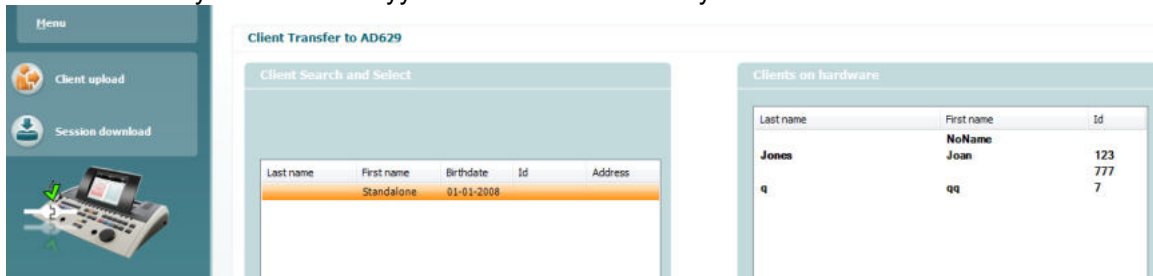 Menu
Client upload
Session download
Client Transfer to AD629
Client Search and Select
Last name First name Birthdate Id Address
Standalone 01-01-2008
Clients on hardware
Last name First name Id
NoName
Jones Joan 123
777
q qq 7